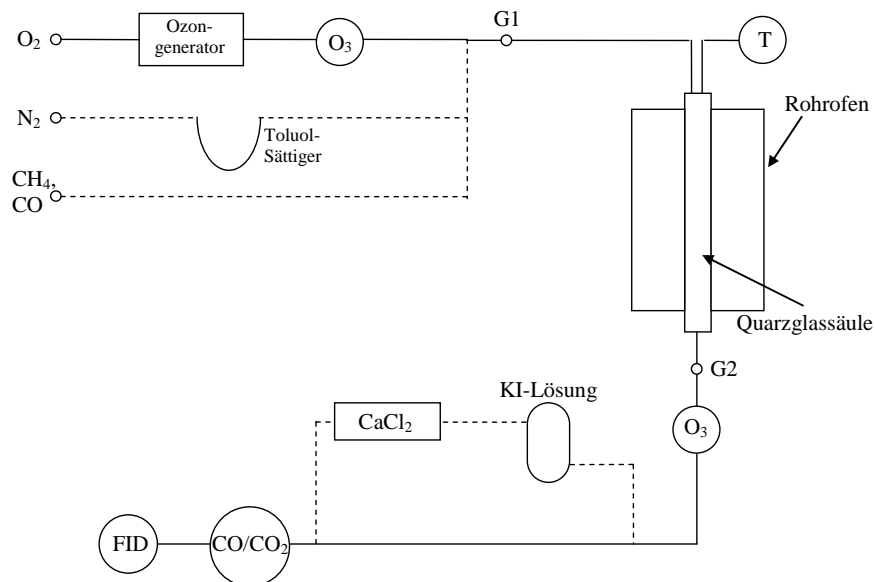 O₂
Ozon-
generator
O₃
G1
T
N₂
Toluol-
Sättiger
CH₄,
CO
Rohrofen
Quarzglassäule
G2
KI-Lösung
CaCl₂
O₃
FID
CO/CO₂